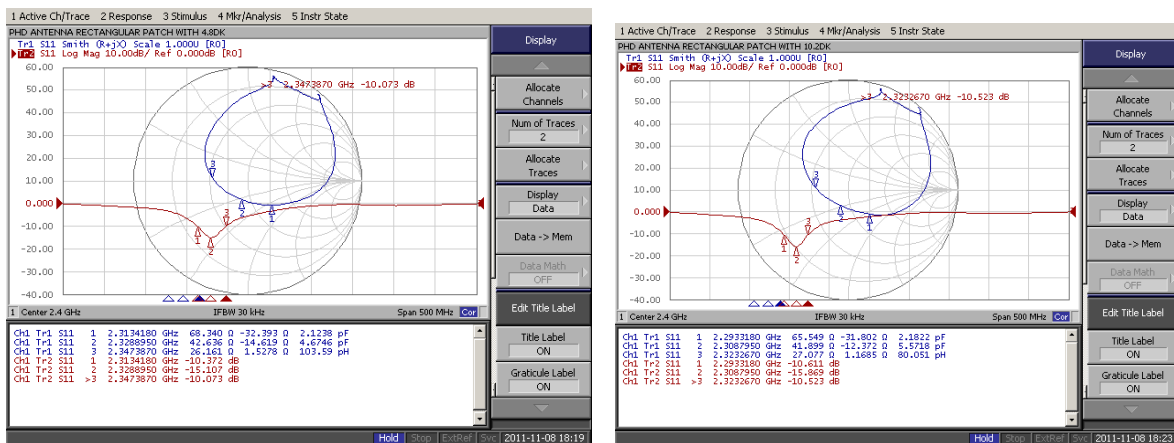 1 Active Ch/Trace 2 Response 3 Stimulus 4 Mkr/Analysis 5 Instr State
PHD ANTENNA RECTANGULAR PATCH WITH 4.8DK
Tr1 S11 Smith (R+jX) Scale 1.000U [RO]
Tr2 S11 Log Mag 10.00dB/ Ref 0.000dB [RO]
60.00
>3 2.3473870 GHz -10.073 dB
50.00
40.00
30.00
20.00
3
10.00
0.000
2
1
3
-10.00
1
2
-20.00
-30.00
-40.00
1 Center 2.4 GHz IFBW 30 kHz Span 500 MHz Cor
Ch1 Tr1 S11 1 2.3134180 GHz 68.340 Ω -32.393 Ω 2.1238 pF
Ch1 Tr1 S11 2 2.3288950 GHz 42.636 Ω -14.619 Ω 4.6746 pF
Ch1 Tr1 S11 3 2.3473870 GHz 26.161 Ω 1.5278 Ω 103.59 pH
Ch1 Tr2 S11 1 2.3134180 GHz -10.372 dB
Ch1 Tr2 S11 2 2.3288950 GHz -15.107 dB
Ch1 Tr2 S11 >3 2.3473870 GHz -10.073 dB
Display
Allocate
Channels
Num of Traces
2
Allocate
Traces
Display
Data
Data -> Mem
Data Math
OFF
Edit Title Label
Title Label
ON
Graticule Label
ON
Hold Stop ExtRef Svc 2011-11-08 18:19
1 Active Ch/Trace 2 Response 3 Stimulus 4 Mkr/Analysis 5 Instr State
PHD ANTENNA RECTANGULAR PATCH WITH 10.2DK
Tr1 S11 Smith (R+jX) Scale 1.000U [RO]
Tr2 S11 Log Mag 10.00dB/ Ref 0.000dB [RO]
60.00
>3 2.3232670 GHz -10.523 dB
50.00
40.00
30.00
20.00
3
10.00
0.000
2
1
3
-10.00
1
2
-20.00
-30.00
-40.00
1 Center 2.4 GHz IFBW 30 kHz Span 500 MHz Cor
Ch1 Tr1 S11 1 2.2933180 GHz 65.549 Ω -31.802 Ω 2.1822 pF
Ch1 Tr1 S11 2 2.3087950 GHz 41.899 Ω -12.372 Ω 5.5718 pF
Ch1 Tr1 S11 3 2.3232670 GHz 27.077 Ω 1.1685 Ω 80.051 pH
Ch1 Tr2 S11 1 2.2933180 GHz -10.611 dB
Ch1 Tr2 S11 2 2.3087950 GHz -15.869 dB
Ch1 Tr2 S11 >3 2.3232670 GHz -10.523 dB
Display
Allocate
Channels
Num of Traces
2
Allocate
Traces
Display
Data
Data -> Mem
Data Math
OFF
Edit Title Label
Title Label
ON
Graticule Label
ON
Hold Stop ExtRef Svc 2011-11-08 18:23